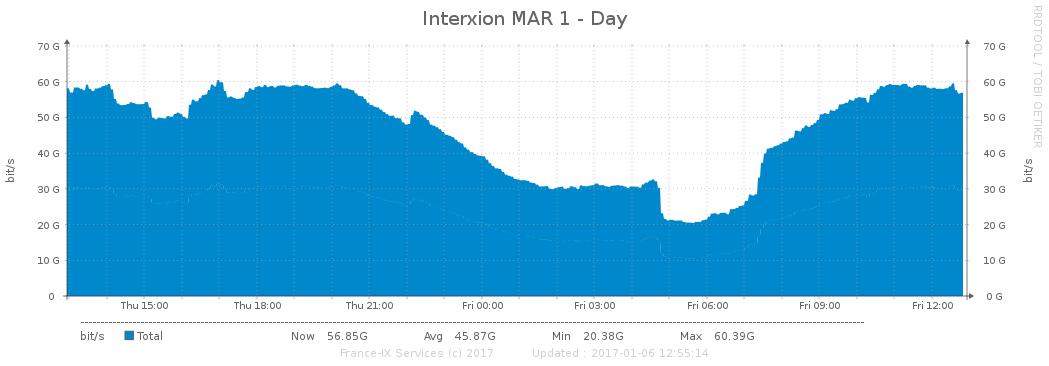 Interxion MAR 1 - Day
RRDTOOL / TOBI OETIKER
70 G 70 G
60 G 60 G
50 G 50 G
40 G 40 G
30 G 30 G
20 G 20 G
10 G 10 G
0 0 G
bit/s bit/s
Thu 15:00 Thu 18:00 Thu 21:00 Fri 00:00 Fri 03:00 Fri 06:00 Fri 09:00 Fri 12:00
bit/s Total Now 56.85G Avg 45.87G Min 20.38G Max 60.39G
France-IX Services (c) 2017 Updated : 2017-01-06 12:55:14